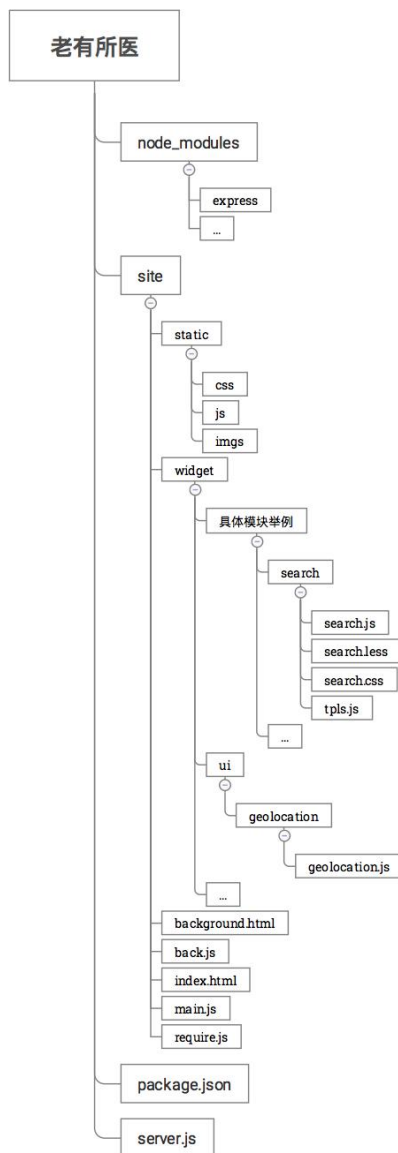 老有所医
node_modules
express
...
site
static
css
js
imgs
widget
具体模块举例
search
search.js
search.less
search.css
tpls.js
...
ui
geolocation
geolocation.js
...
background.html
back.js
index.html
main.js
require.js
package.json
server.js